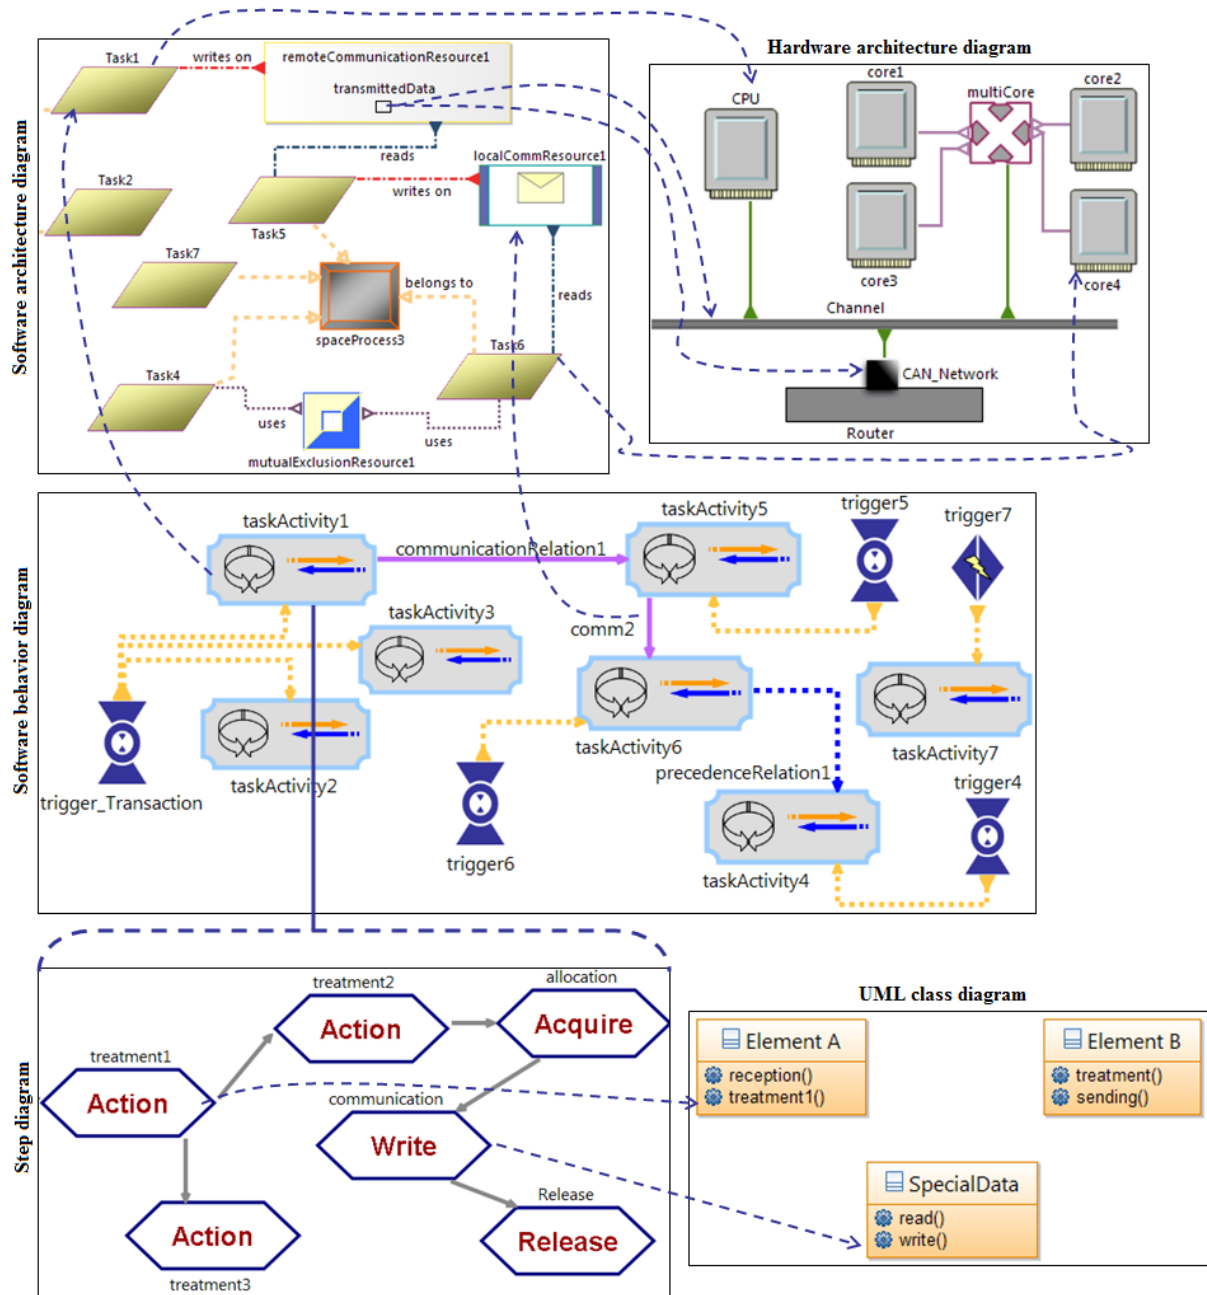 Software architecture diagram
Task1
writes on
remoteCommunicationResource1
transmittedData
reads
localCommResource1
Task2
writes on
Task5
Task7
belongs to
reads
spaceProcess3
Task6
Task4
uses
uses
mutualExclusionResource1
Hardware architecture diagram
core1
multiCore
core2
CPU
core3
core4
Channel
CAN_Network
Router
Software behavior diagram
taskActivity1
communicationRelation1
taskActivity5
trigger5
trigger7
taskActivity3
comm2
taskActivity6
taskActivity7
taskActivity2
trigger_Transaction
precedenceRelation1
trigger4
trigger6
taskActivity4
Step diagram
treatment1
Action
treatment2
Action
allocation
Acquire
communication
Write
Release
Release
Action
treatment3
UML class diagram
Element A
reception()
treatment1()
Element B
treatment()
sending()
SpecialData
read()
write()